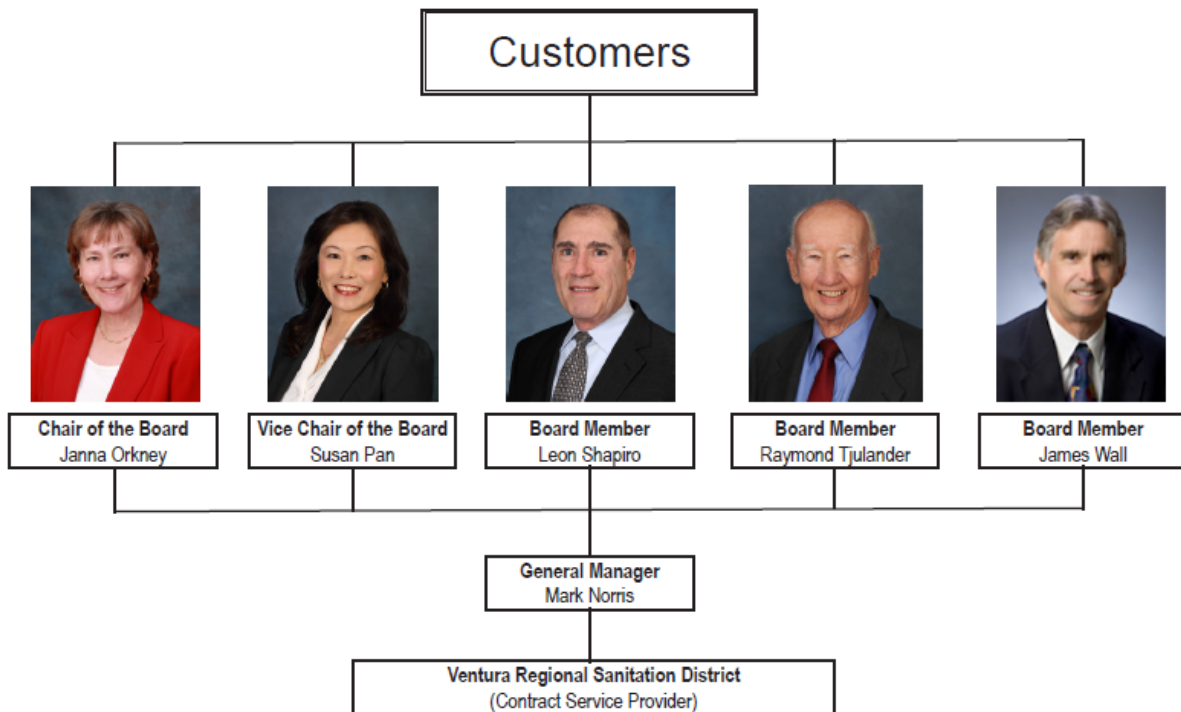 Customers
Chair of the Board
Janna Orkney
Vice Chair of the Board
Susan Pan
Board Member
Leon Shapiro
Board Member
Raymond Tjulander
Board Member
James Wall
General Manager
Mark Norris
Ventura Regional Sanitation District
(Contract Service Provider)